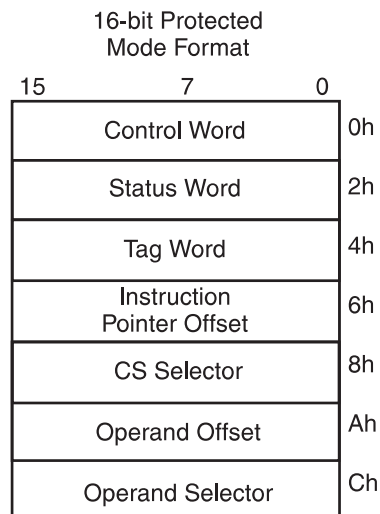 16-bit Protected
Mode Format
15 7 0
Control Word 0h
Status Word 2h
Tag Word 4h
Instruction
Pointer Offset 6h
CS Selector 8h
Operand Offset Ah
Operand Selector Ch